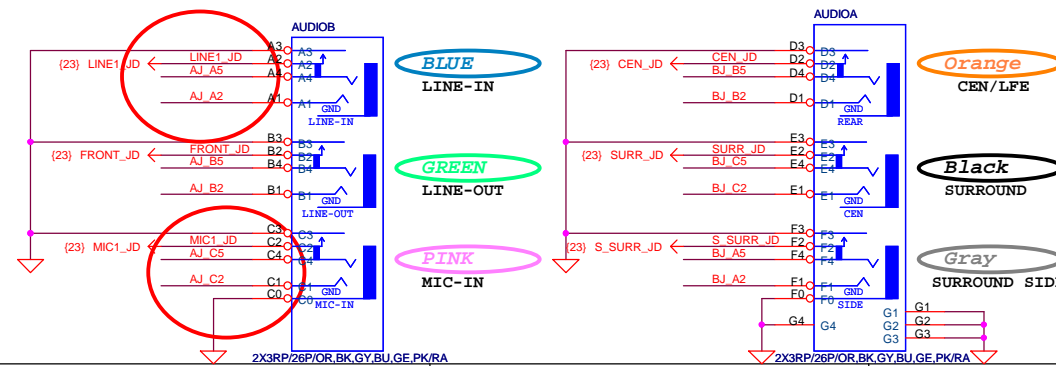 AUDIOB
A3
A3
{23} LINE1_JD
LINE1_JD
A2
A2
AJ_A5
A4
A4
AJ_A2
A1
A1
GND
LINE-IN
BLUE
LINE-IN
B3
B3
{23} FRONT_JD
FRONT_JD
B2
B2
AJ_B5
B4
B4
AJ_B2
B1
B1
GND
LINE-OUT
GREEN
LINE-OUT
C3
C3
{23} MIC1_JD
MIC1_JD
C2
C2
AJ_C5
C4
C4
AJ_C2
C1
C1
GND
C0
C0
MIC-IN
PINK
MIC-IN
2X3RP/26P/OR,BK,GY,BU,GE,PK/RA
AUDIOA
D3
D3
{23} CEN_JD
CEN_JD
D2
D2
BJ_B5
D4
D4
BJ_B2
D1
D1
GND
REAR
Orange
CEN/LFE
E3
E3
{23} SURR_JD
SURR_JD
E2
E2
BJ_C5
E4
E4
BJ_C2
E1
E1
GND
CEN
Black
SURROUND
F3
F3
{23} S_SURR_JD
S_SURR_JD
F2
F2
BJ_A5
F4
F4
BJ_A2
F1
F1
GND
F0
F0
SIDE
Gray
SURROUND SIDE
G4
G4
G1
G1
G2
G2
G3
G3
2X3RP/26P/OR,BK,GY,BU,GE,PK/RA